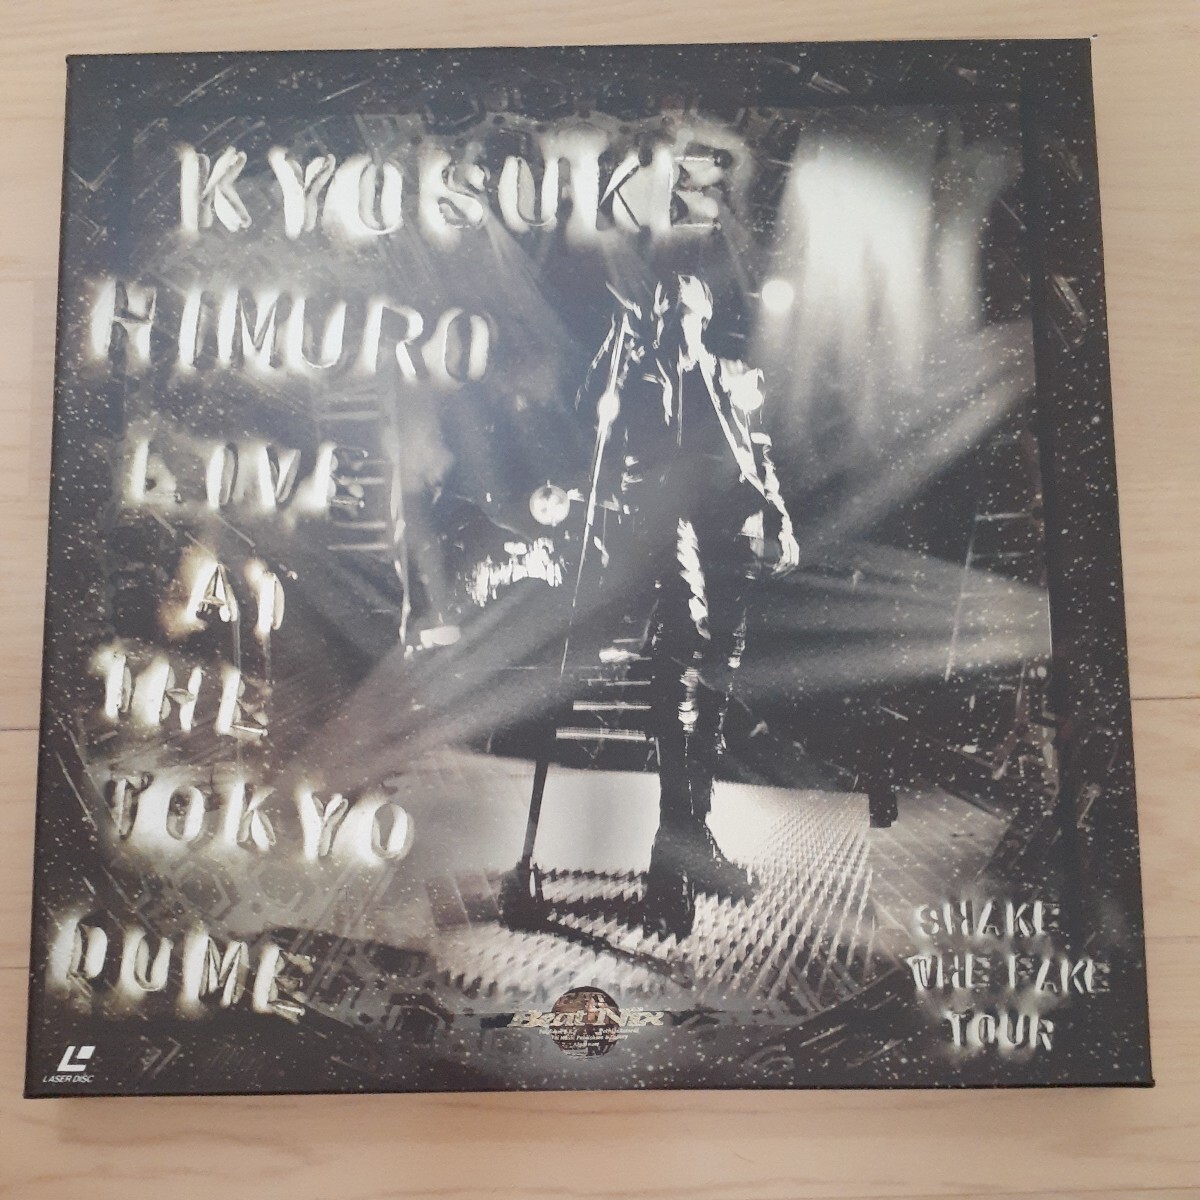 KYOSUKE
HIMURO
LIVE
AT
THE
TOKYO
DOME
SHAKE
THE FAKE
TOUR
Beat Nix
LASER DISC